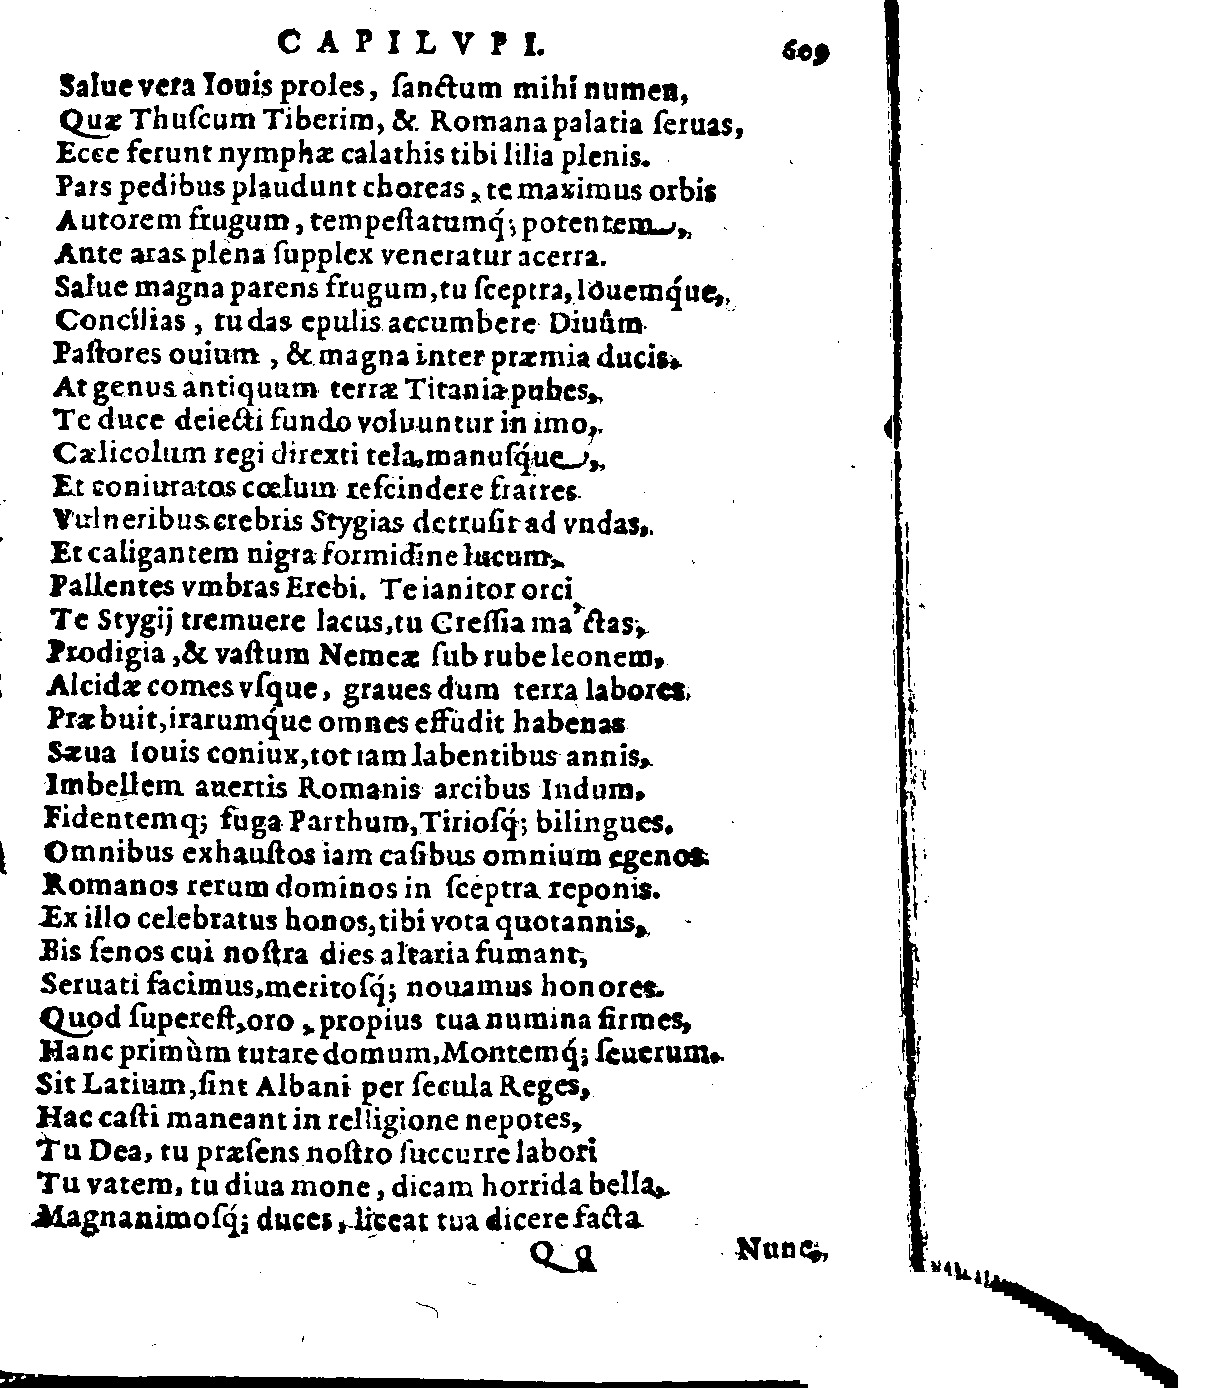 CAPILVPI. 609
Salue vera Iouis proles, ſanctum mihi numen,
Quæ Thuſcum Tiberim, & Romana palatia ſeruas,
Ecce ferunt nymphæ calathis tibi lilia plenis.
Pars pedibus plaudunt choreas, te maximus orbis
Autorem frugum, tempeſtatumq́; potentem,
Ante aras plena ſupplex veneratur acerra.
Salue magna parens frugum, tu ſceptra, Iouemq́ue,
Concilias, tu das epulis accumbere Diuûm
Paſtores ouium, & magna inter præmia ducis.
At genus antiquum terræ Titania pubes,
Te duce deiecti fundo voluuntur in imo,
Cælicolum regi direxti tela, manuſq́ue,
Et coniuratos cœlum reſcindere fratres
Vulneribus crebris Stygias detruſit ad vndas,
Et caligantem nigra formidine lucum,
Pallentes vmbras Erebi. Te ianitor orci
Te Stygij tremuere lacus, tu Creſſia ma'ctas,
Prodigia, & vaſtum Nemeæ ſub rube leonem,
Alcidæ comes vſque, graues dum terra labores,
Præbuit, irarumq́ue omnes effudit habenas
Sæua Iouis coniux, tot iam labentibus annis,
Imbellem auertis Romanis arcibus Indum,
Fidentemq; fuga Parthum, Tirioſq́; bilingues.
Omnibus exhauſtos iam caſibus omnium egenos
Romanos rerum dominos in ſceptra reponis.
Ex illo celebratus honos, tibi vota quotannis,
Bis ſenos cui noſtra dies altaria fumant,
Seruati facimus, meritoſq́; nouamus honores.
Quod ſupereſt, oro, propius tua numina firmes,
Hanc primùm tutare domum, Montemq́; ſeuerum.
Sit Latium, ſint Albani per ſecula Reges,
Hac caſti maneant in relligione nepotes,
Tu Dea, tu præſens noſtro ſuccurre labori
Tu vatem, tu diua mone, dicam horrida bella,
Magnanimoſq́; duces, liceat tua dicere facta
Qq Nunc,